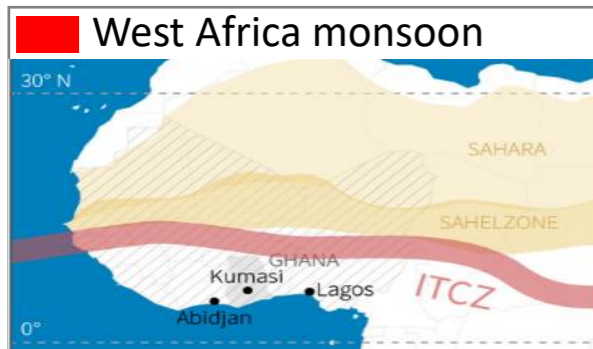 West Africa monsoon
30° N
SAHARA
SAHELZONE
GHANA
Kumasi
Lagos
ITCZ
Abidjan
0°